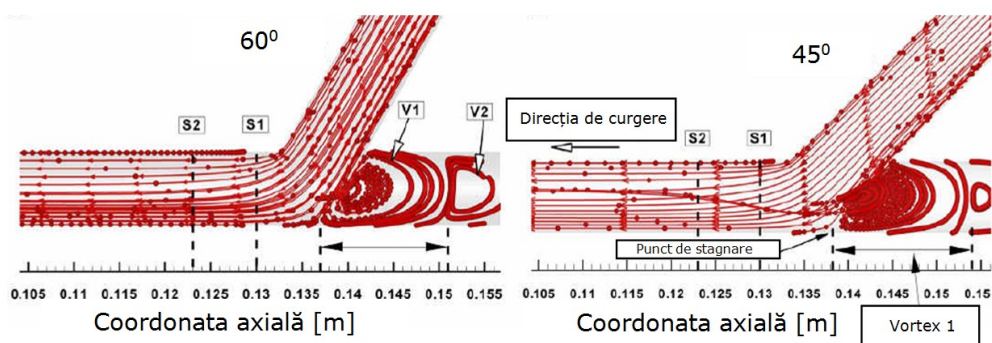 60⁰
S2
S1
V1
V2
0.105 0.11 0.115 0.12 0.125 0.13 0.135 0.14 0.145 0.15 0.155
Coordonata axială [m]
45⁰
Direcția de curgere
S2
S1
Punct de stagnare
0.105 0.11 0.115 0.12 0.125 0.13 0.135 0.14 0.145 0.15 0.15
Coordonata axială [m]
Vortex 1